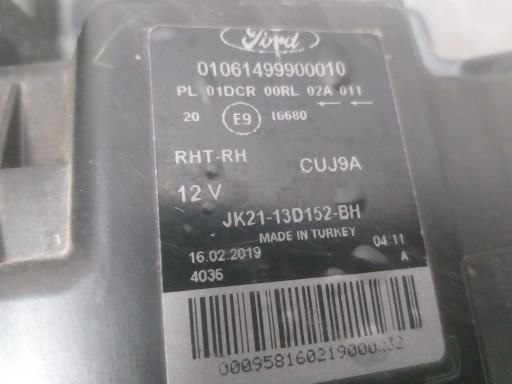 Ford
01061499900010
PL 01DCR 00RL 02A 011
20 E9 16680
RHT-RH CUJ9A
12 V
JK21-13D152-BH
MADE IN TURKEY
16.02.2019 04:11
4035 A